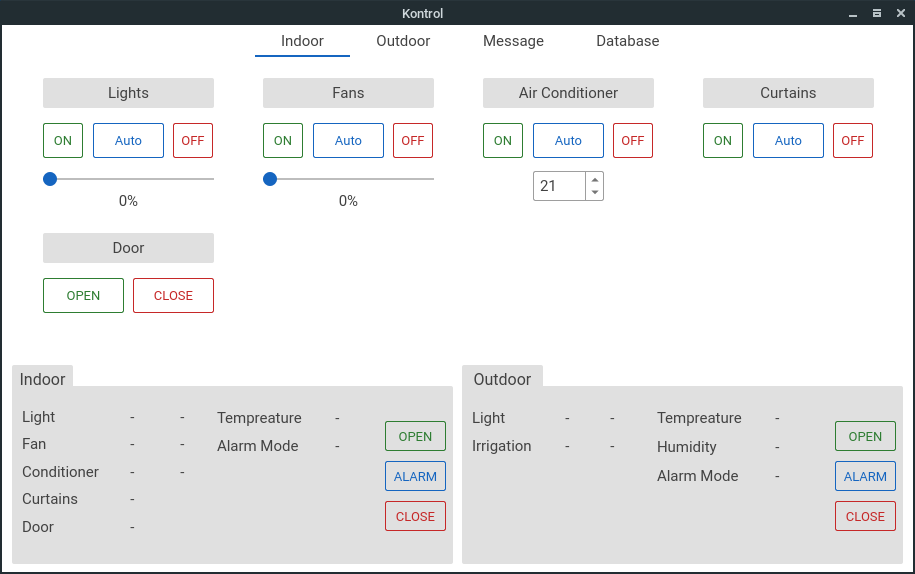 Kontrol
Indoor Outdoor Message Database
Lights Fans Air Conditioner Curtains
ON Auto OFF ON Auto OFF ON Auto OFF ON Auto OFF
21
0% 0%
Door
OPEN CLOSE
Indoor
Light - - Tempreature -
Fan - - Alarm Mode -
Conditioner - -
Curtains -
Door -
OPEN
ALARM
CLOSE
Outdoor
Light - - Tempreature -
Irrigation - - Humidity -
Alarm Mode -
OPEN
ALARM
CLOSE